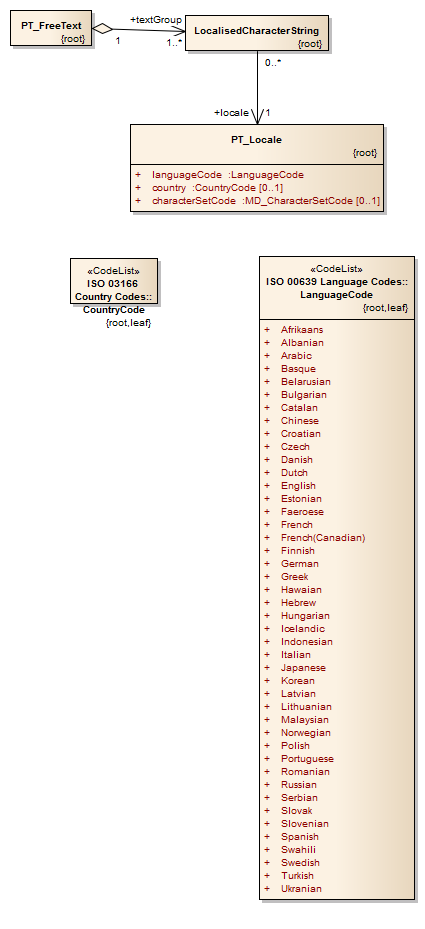 PT_FreeText
{root}
+textGroup
1
1..*
LocalisedCharacterString
{root}
0..*
+locale
1
PT_Locale
{root}
+ languageCode :LanguageCode
+ country :CountryCode [0..1]
+ characterSetCode :MD_CharacterSetCode [0..1]
«CodeList»
ISO 03166
Country Codes::
CountryCode
{root,leaf}
«CodeList»
ISO 00639 Language Codes::
LanguageCode
{root,leaf}
+ Afrikaans
+ Albanian
+ Arabic
+ Basque
+ Belarusian
+ Bulgarian
+ Catalan
+ Chinese
+ Croatian
+ Czech
+ Danish
+ Dutch
+ English
+ Estonian
+ Faeroese
+ French
+ French(Canadian)
+ Finnish
+ German
+ Greek
+ Hawaian
+ Hebrew
+ Hungarian
+ Icelandic
+ Indonesian
+ Italian
+ Japanese
+ Korean
+ Latvian
+ Lithuanian
+ Malaysian
+ Norwegian
+ Polish
+ Portuguese
+ Romanian
+ Russian
+ Serbian
+ Slovak
+ Slovenian
+ Spanish
+ Swahili
+ Swedish
+ Turkish
+ Ukranian